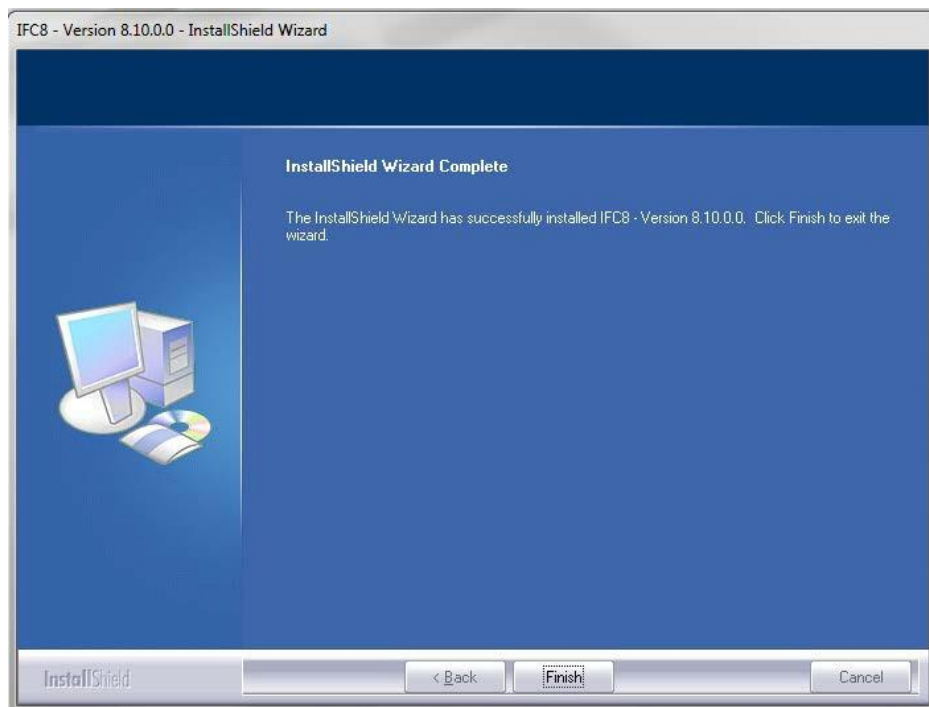 IFC8 - Version 8.10.0.0 - InstallShield Wizard
InstallShield Wizard Complete
The InstallShield Wizard has successfully installed IFC8 - Version 8.10.0.0. Click Finish to exit the
wizard.
InstallShield
< Back Finish Cancel